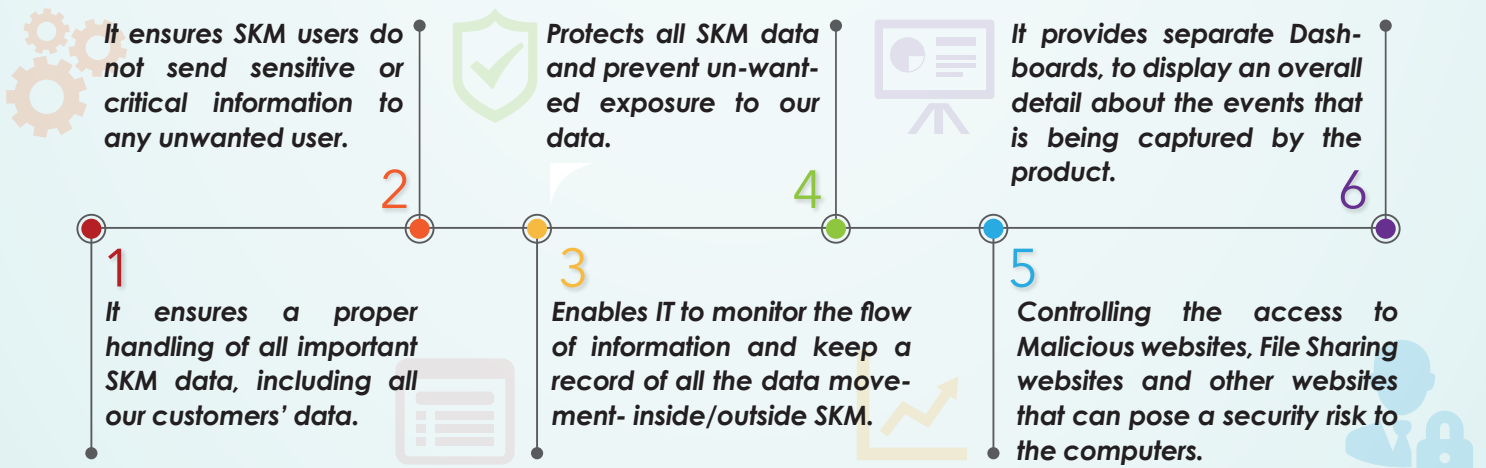 1
It ensures a proper
handling of all important
SKM data, including all
our customers’ data.
2
It ensures SKM users do
not send sensitive or
critical information to
any unwanted user.
3
Enables IT to monitor the flow
of information and keep a
record of all the data move-
ment- inside/outside SKM.
4
Protects all SKM data
and prevent un-want-
ed exposure to our
data.
5
Controlling the access to
Malicious websites, File Sharing
websites and other websites
that can pose a security risk to
the computers.
6
It provides separate Dash-
boards, to display an overall
detail about the events that
is being captured by the
product.